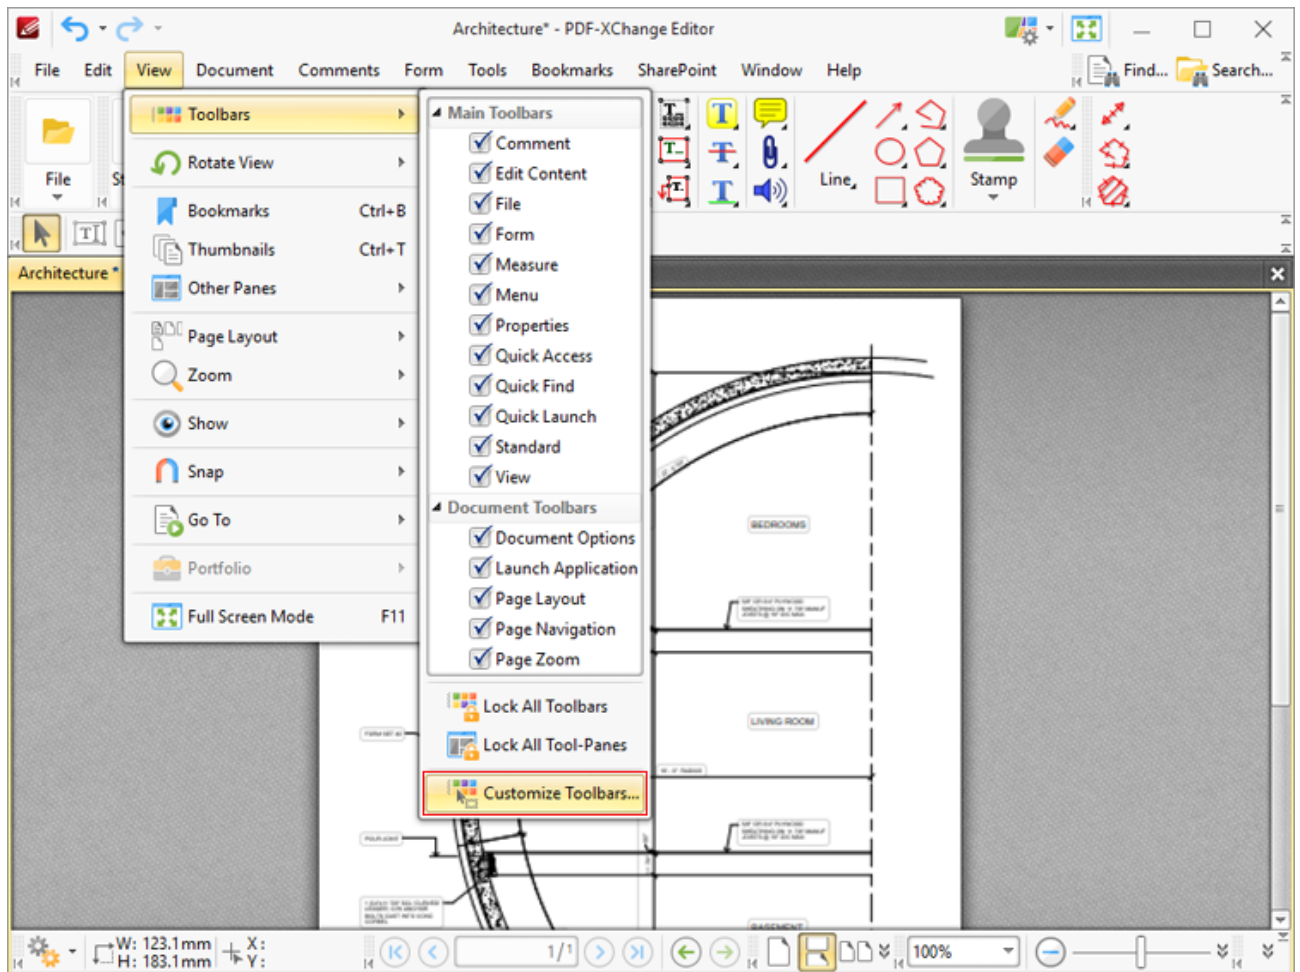 Architecture* - PDF-XChange Editor
File Edit View Document Comments Form Tools Bookmarks SharePoint Window Help Find... Search...
Toolbars
Rotate View
Bookmarks Ctrl+B
Thumbnails Ctrl+T
Other Panes
Page Layout
Zoom
Show
Snap
Go To
Portfolio
Full Screen Mode F11
Main Toolbars
Comment
Edit Content
File
Form
Measure
Menu
Properties
Quick Access
Quick Find
Quick Launch
Standard
View
Document Toolbars
Document Options
Launch Application
Page Layout
Page Navigation
Page Zoom
Lock All Toolbars
Lock All Tool-Panes
Customize Toolbars...
File
St
Line
Stamp
Architecture *
BEDROOMS
LIVING ROOM
BASEMENT
W: 123.1mm X:
H: 183.1mm Y:
1/1
100%